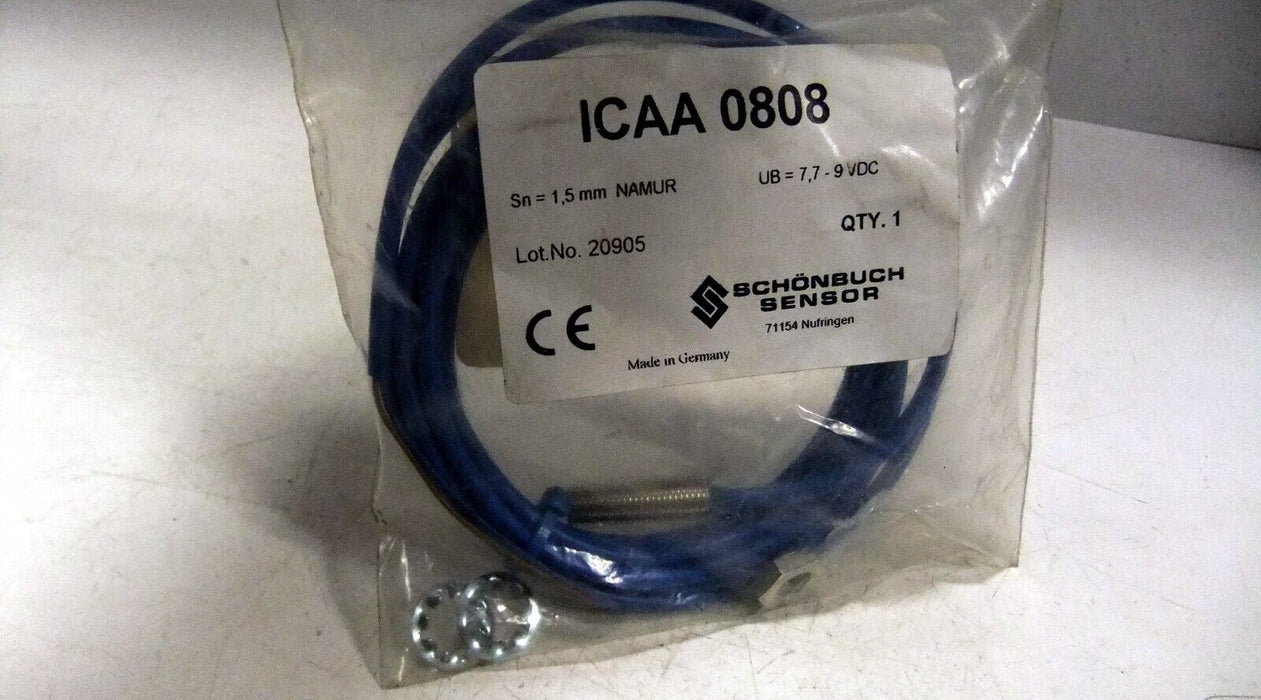 ICAA 0808
Sn = 1,5 mm NAMUR
UB = 7,7 - 9 VDC
Lot.No. 20905
QTY. 1
CE
SCHÖNBUCH
SENSOR
71154 Nufringen
Made in Germany